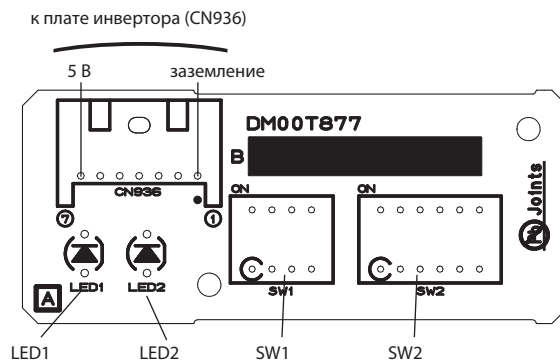 к плате инвертора (CN936)
5 В заземление
DM00T877
B
CN936
ON ON
7 1
Joints
LED1 LED2 SW1 SW2
A
LED1 LED2 SW1 SW2